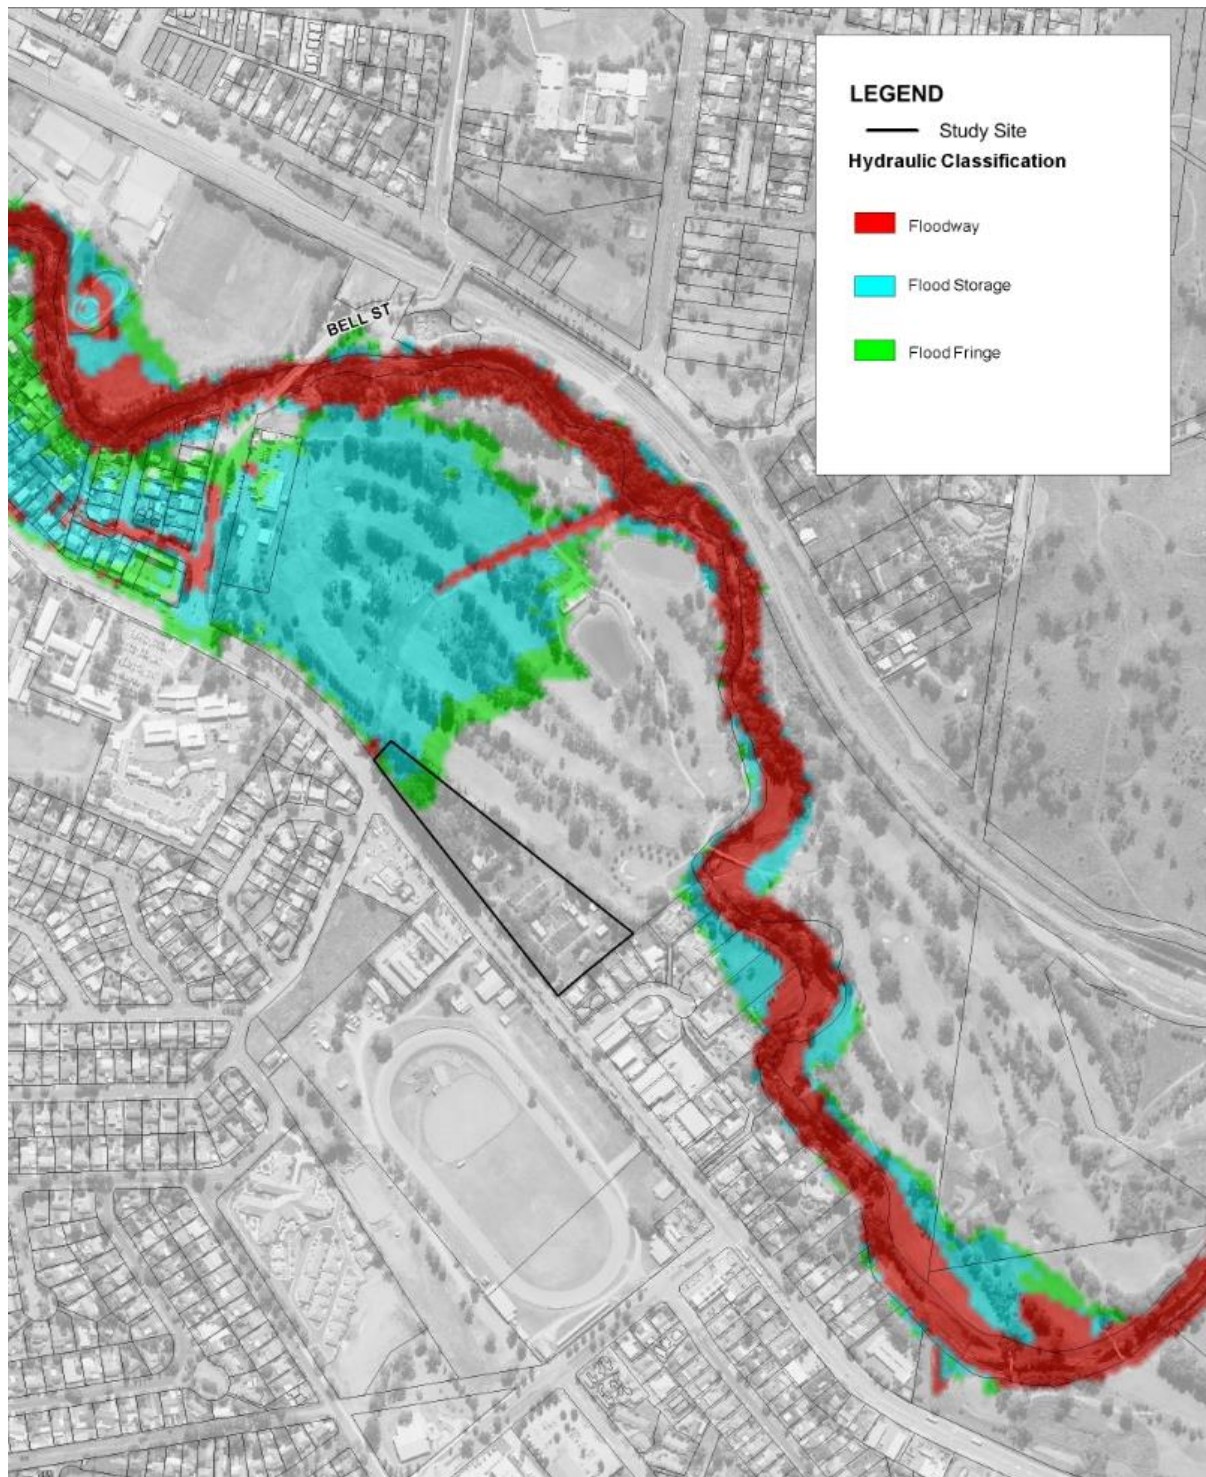 LEGEND
Study Site
Hydraulic Classification
Floodway
Flood Storage
Flood Fringe
BELL ST